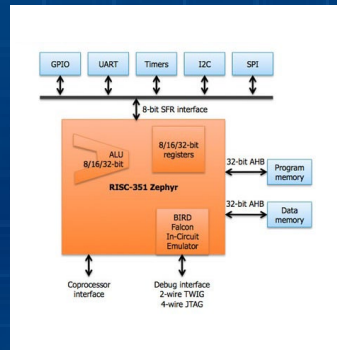 GPIO
UART
Timers
I2C
SPI
8-bit SFR interface
ALU
8/16/32-bit
8/16/32-bit
registers
RISC-351 Zephyr
32-bit AHB
Program
memory
32-bit AHB
Data
memory
BIRD
Falcon
In-Circuit
Emulator
Coprocessor
interface
Debug interface
2-wire TWIG
4-wire JTAG